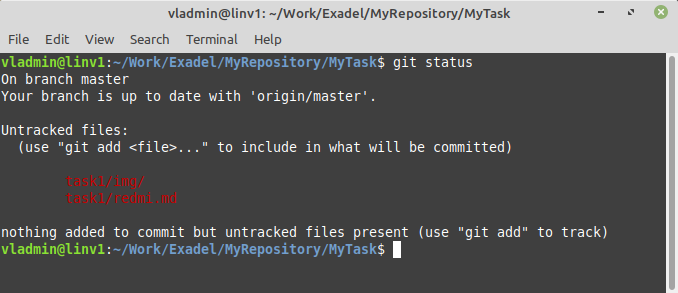 vladmin@linv1: ~/Work/Exadel/MyRepository/MyTask
File Edit View Search Terminal Help
vladmin@linv1:~/Work/Exadel/MyRepository/MyTask$ git status
On branch master
Your branch is up to date with 'origin/master'.
Untracked files:
(use "git add <file>..." to include in what will be committed)
task1/img/
task1/redmi.md
nothing added to commit but untracked files present (use "git add" to track)
vladmin@linv1:~/Work/Exadel/MyRepository/MyTask$